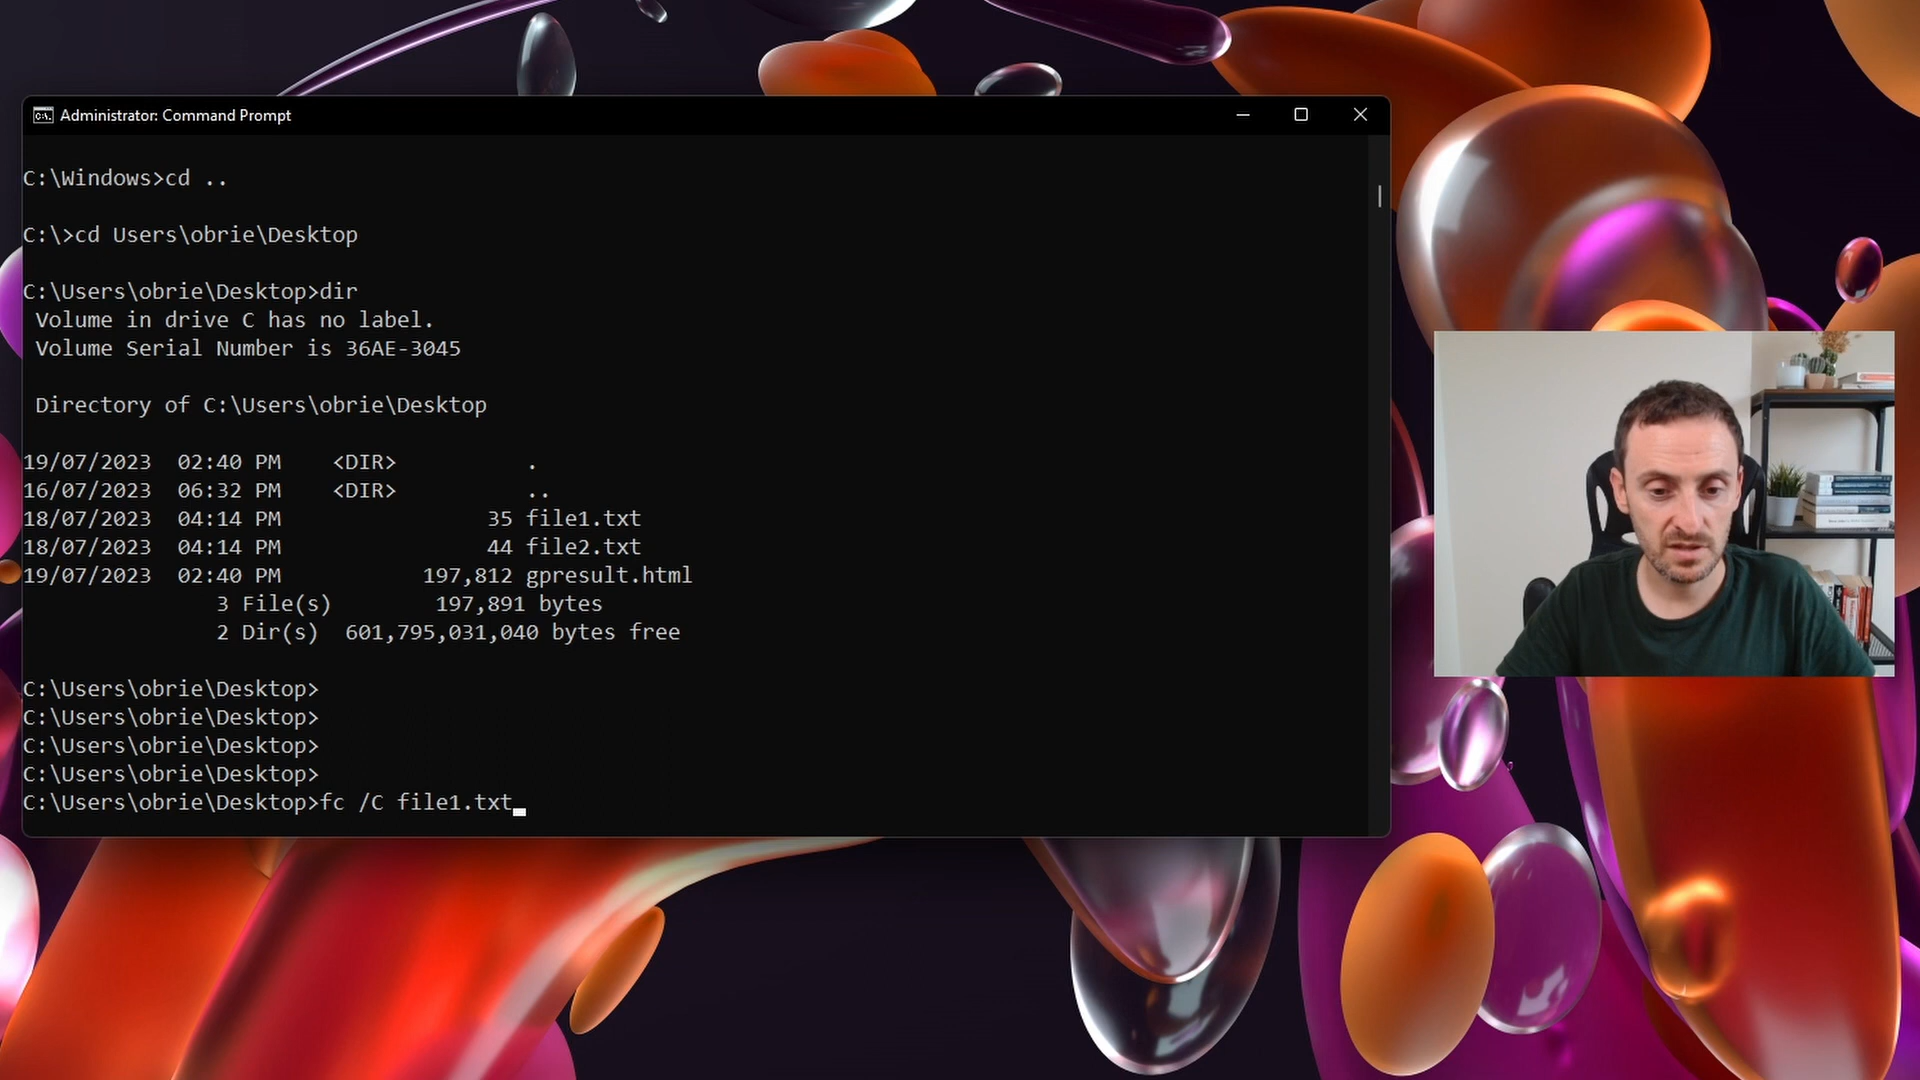 Administrator: Command Prompt
C:\Windows>cd ..
C:\>cd Users\obrie\Desktop
C:\Users\obrie\Desktop>dir
Volume in drive C has no label.
Volume Serial Number is 36AE-3045
Directory of C:\Users\obrie\Desktop
19/07/2023  02:40 PM    <DIR>          .
16/07/2023  06:32 PM    <DIR>          ..
18/07/2023  04:14 PM                35 file1.txt
18/07/2023  04:14 PM                44 file2.txt
19/07/2023  02:40 PM           197,812 gpresult.html
3 File(s)        197,891 bytes
2 Dir(s)  601,795,031,040 bytes free
C:\Users\obrie\Desktop>
C:\Users\obrie\Desktop>
C:\Users\obrie\Desktop>
C:\Users\obrie\Desktop>
C:\Users\obrie\Desktop>fc /C file1.txt